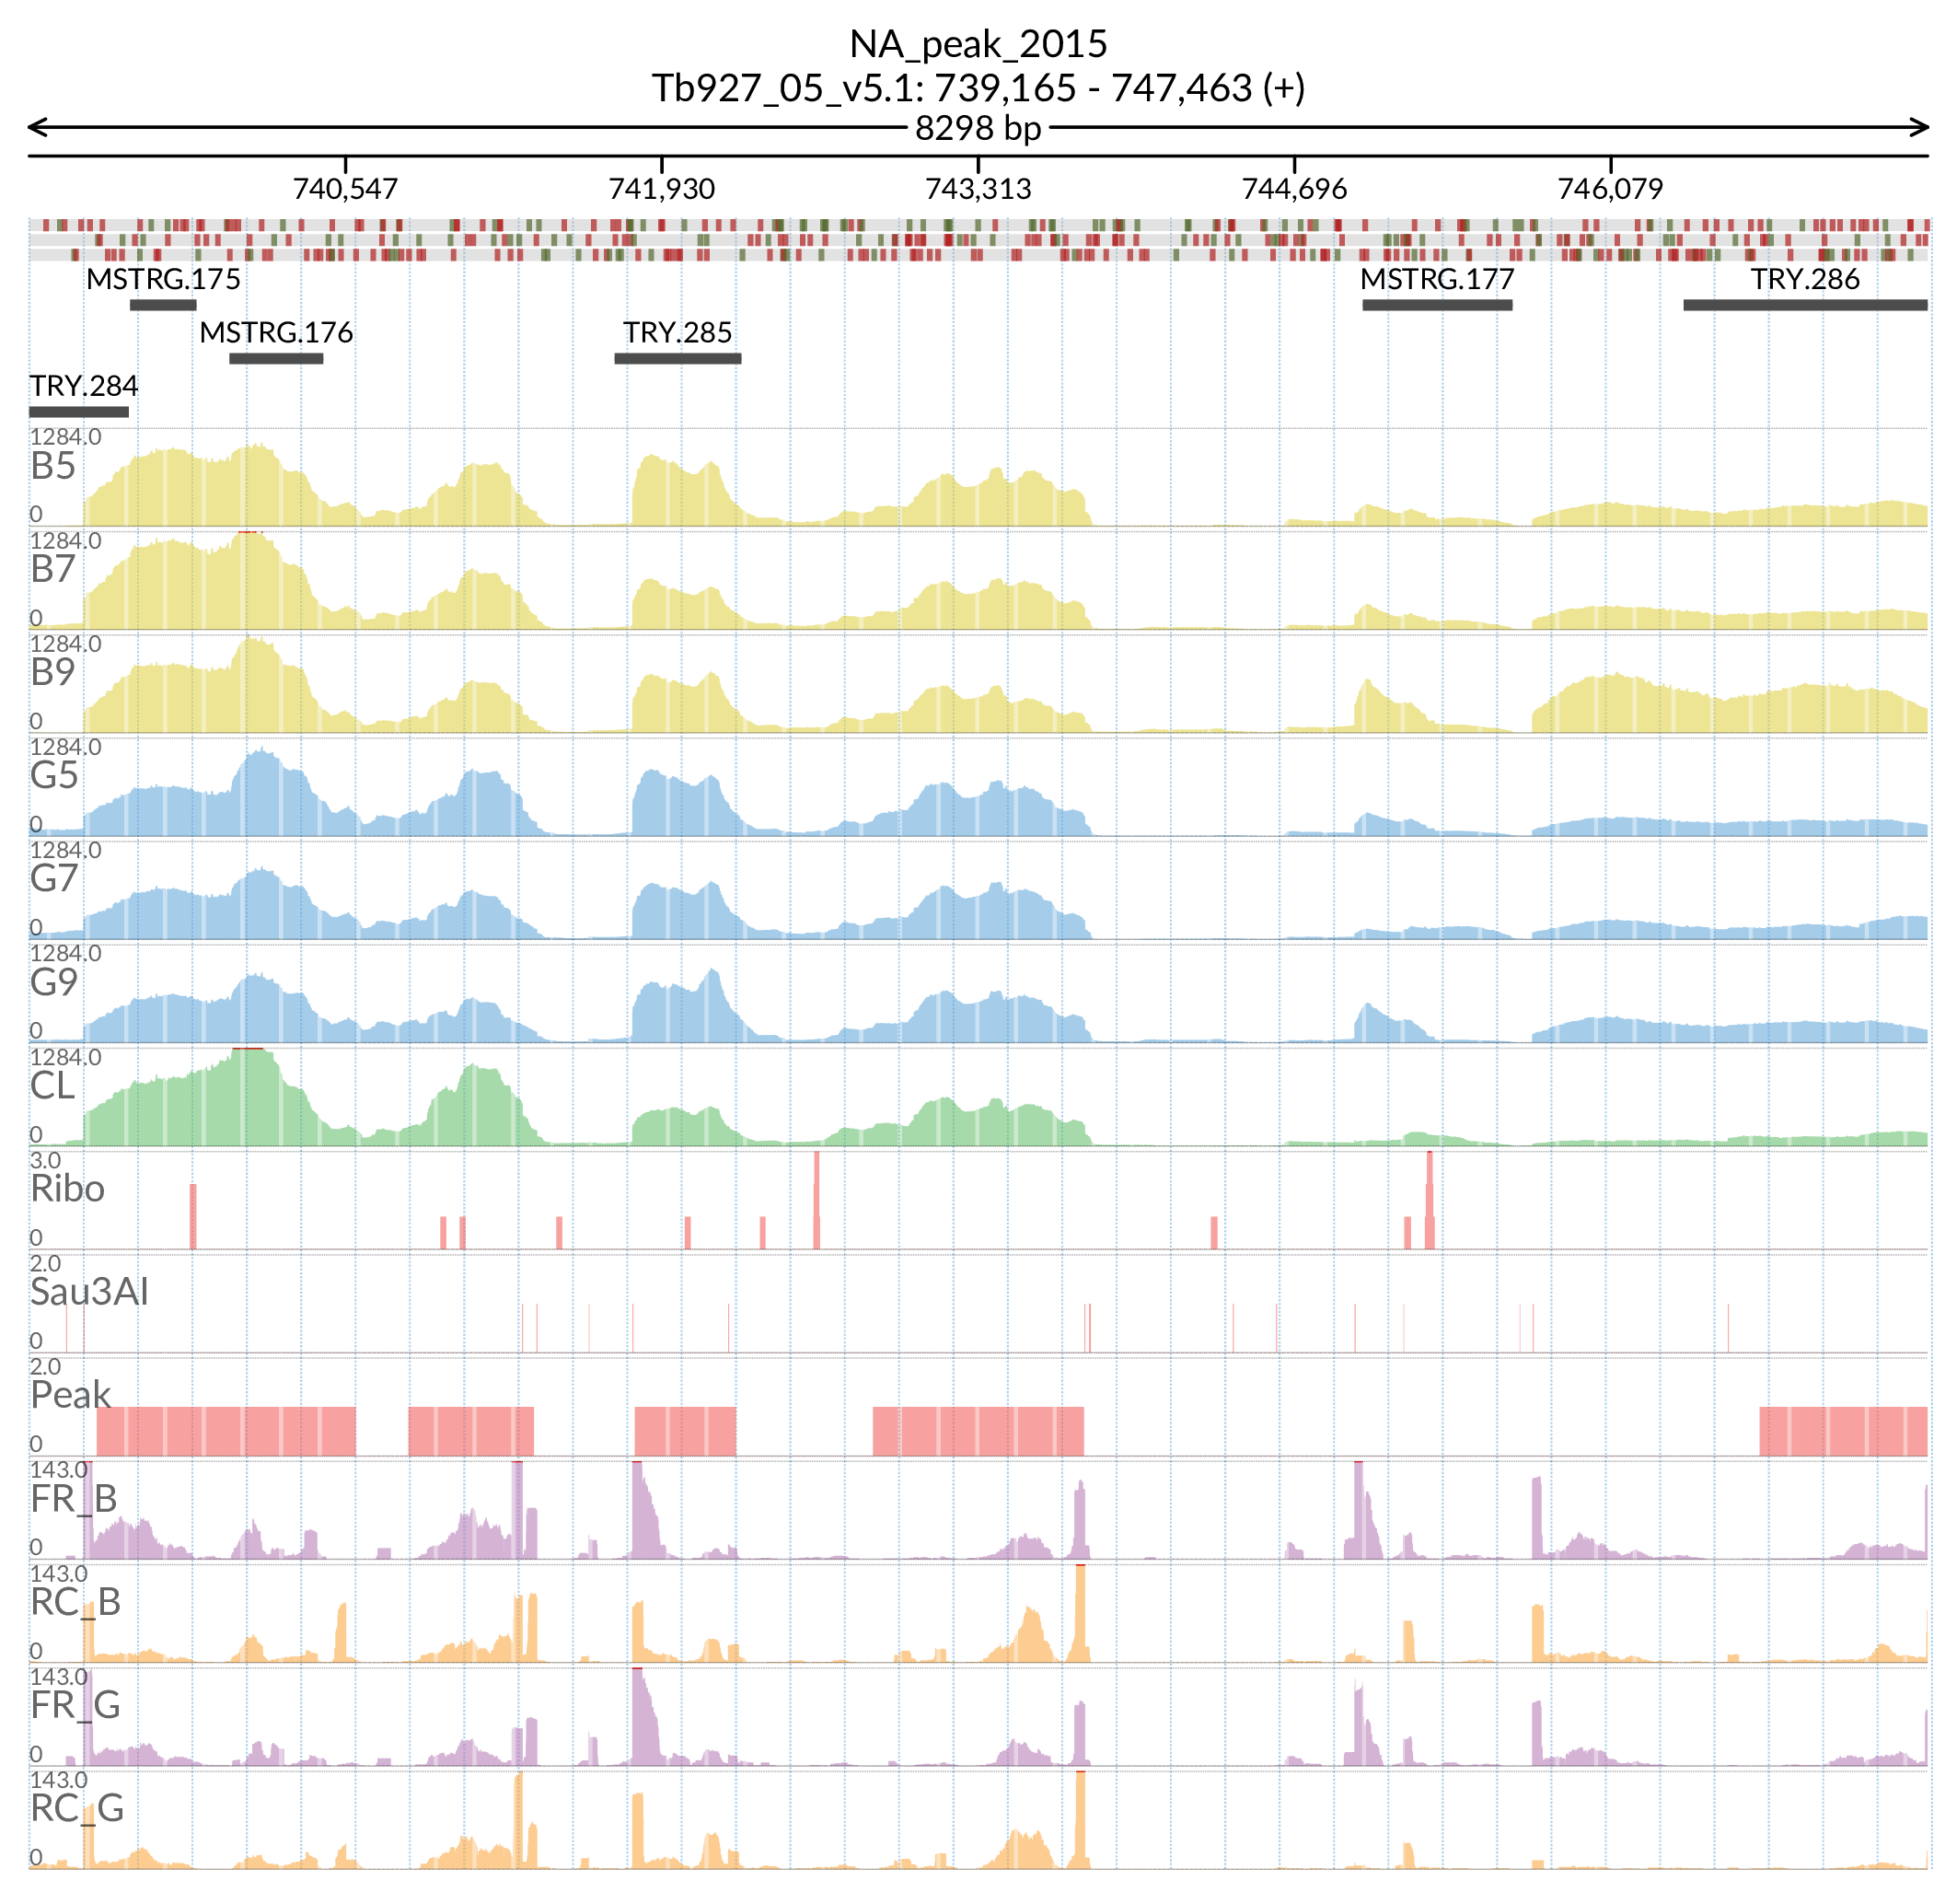 NA_peak_2015
Tb927_05_v5.1: 739,165 - 747,463 (+)
8298 bp
740,547 741,930 743,313 744,696 746,079
MSTRG.175 MSTRG.177 TRY.286
MSTRG.176 TRY.285
TRY.284
1284.0
B5
0
1284.0
B7
0
1284.0
B9
0
1284.0
G5
0
1284.0
G7
0
1284.0
G9
0
1284.0
CL
0
3.0
Ribo
0
2.0
Sau3AI
0
2.0
Peak
0
143.0
FR_B
0
143.0
RC_B
0
143.0
FR_G
0
143.0
RC_G
0